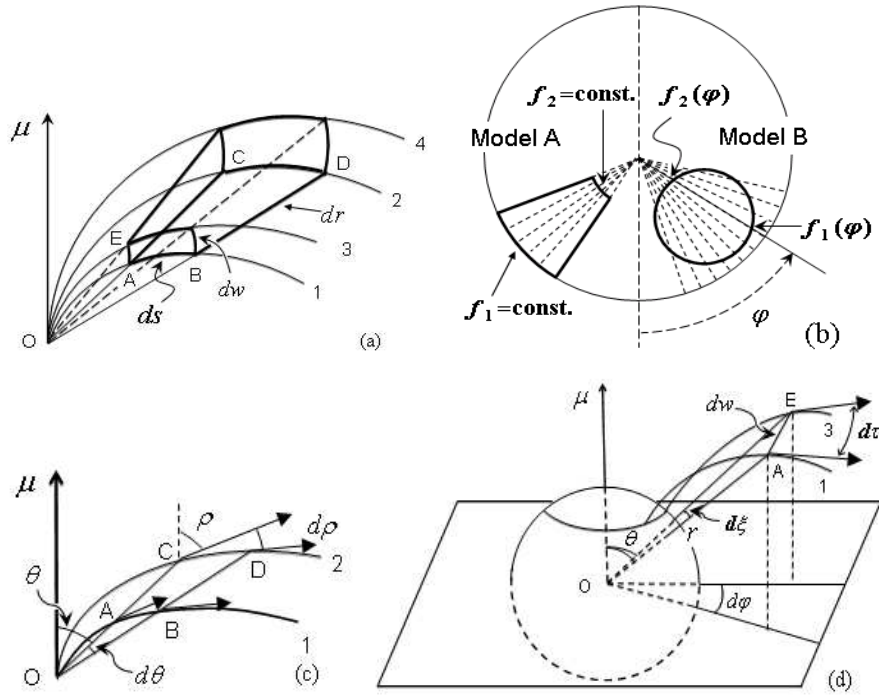 μ
4
C
D
2
dr
E
3
A
B
dw
1
ds
O
(a)
f₂=const.
f₂(φ)
Model A
Model B
f₁(φ)
f₁=const.
φ
(b)
μ
ρ
dρ
C
D
2
θ
A
B
1
O
dθ
(c)
μ
E
dw
3
dτ
A
1
dξ
θ
r
O
dφ
(d)